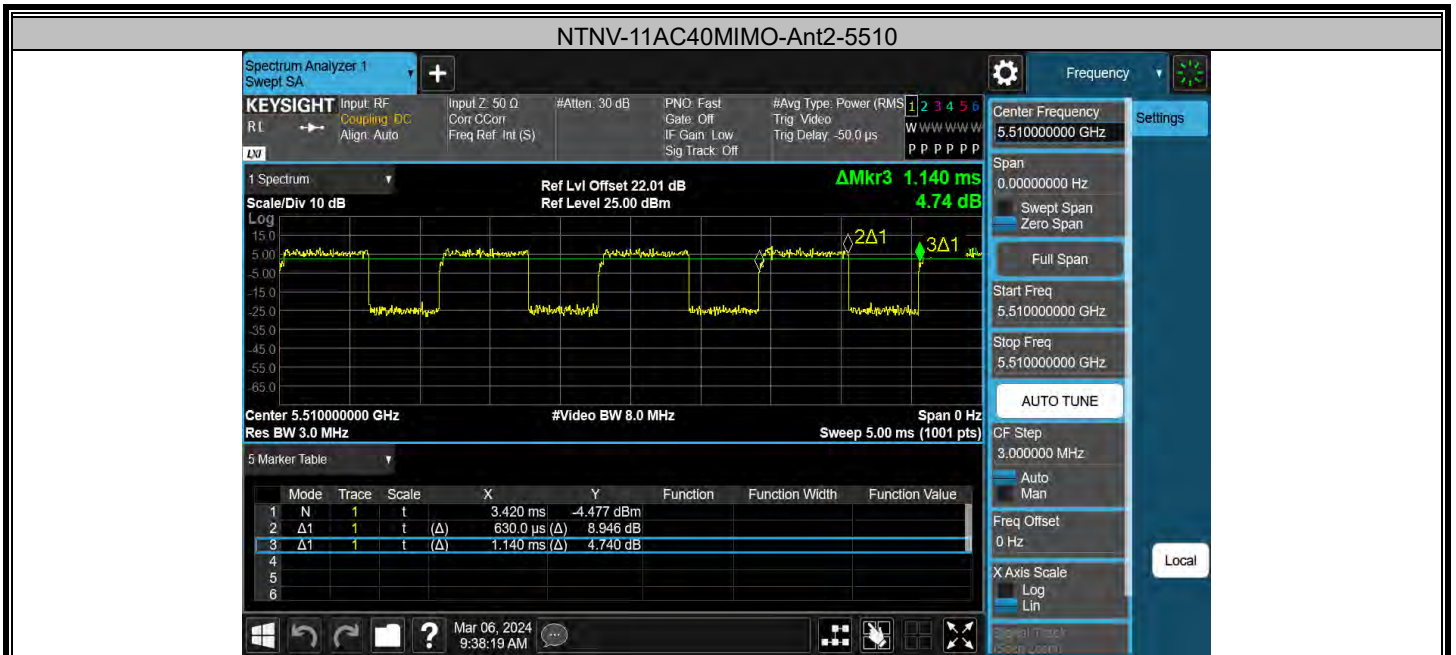 NTNV-11AC40MIMO-Ant2-5510
Spectrum Analyzer 1
Swept SA
+
Frequency
KEYSIGHT
RL
LXI
Input: RF
Coupling: DC
Align: Auto
Input Z: 50 Ω
Corr CCorr
Freq Ref: Int (S)
#Atten: 30 dB
PNO: Fast
Gate: Off
IF Gain: Low
Sig Track: Off
#Avg Type: Power (RMS
Trig: Video
Trig Delay: -50.0 µs
1 2 3 4 5 6
W W W W W W
P P P P P P
1 Spectrum
Scale/Div 10 dB
Ref Lvl Offset 22.01 dB
Ref Level 25.00 dBm
ΔMkr3 1.140 ms
4.74 dB
Log
15.0
5.00
-5.00
-15.0
-25.0
-35.0
-45.0
-55.0
-65.0
2Δ1
3Δ1
Center 5.510000000 GHz
#Video BW 8.0 MHz
Span 0 Hz
Res BW 3.0 MHz
Sweep 5.00 ms (1001 pts)
5 Marker Table
Mode Trace Scale X Y Function Function Width Function Value
1 N 1 t 3.420 ms -4.477 dBm
2 Δ1 1 t (Δ) 630.0 µs (Δ) 8.946 dB
3 Δ1 1 t (Δ) 1.140 ms (Δ) 4.740 dB
4
5
6
Mar 06, 2024
9:38:19 AM
Center Frequency
5.510000000 GHz
Settings
Span
0.00000000 Hz
Swept Span
Zero Span
Full Span
Start Freq
5.510000000 GHz
Stop Freq
5.510000000 GHz
AUTO TUNE
CF Step
3.000000 MHz
Auto
Man
Freq Offset
0 Hz
X Axis Scale
Log
Lin
Signal Track
(Span Zoom)
Local